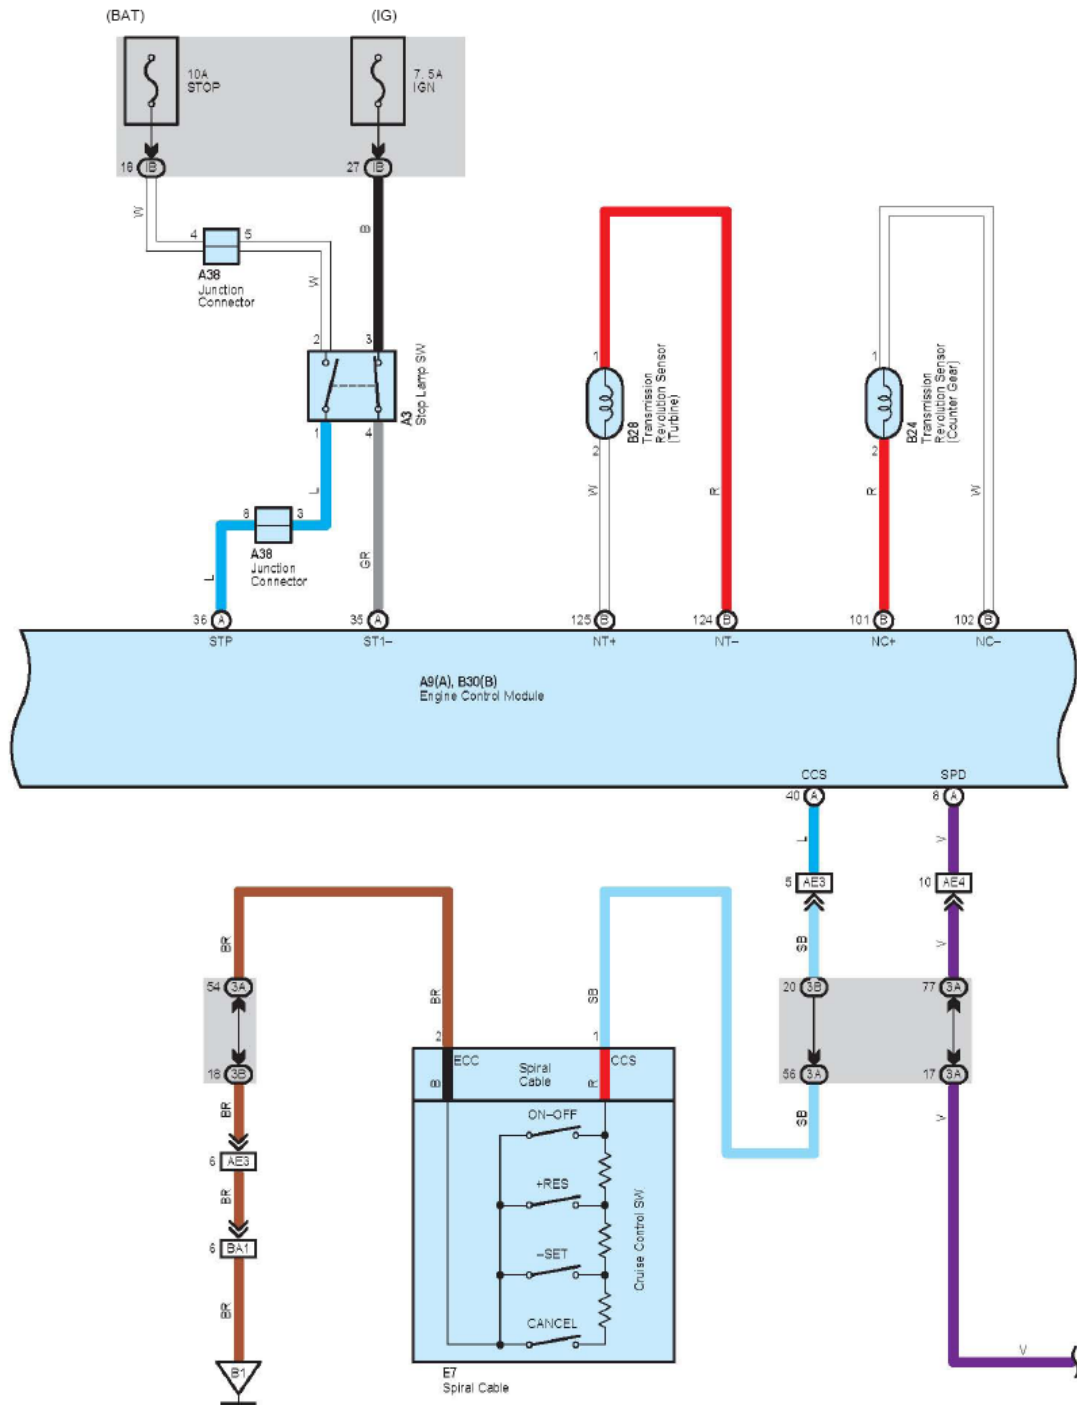 (BAT)
(IG)
10A
STOP
7. 5A
IGN
18 IB
27 IB
W
B
4
5
A38
Junction
Connector
W
2
3
A3
Stop Lamp SW
1
4
L
GR
8
3
A38
Junction
Connector
L
1
B28
Transmission
Revolution Sensor
(Turbine)
2
W
R
1
B24
Transmission
Revolution Sensor
(Counter Gear)
2
R
W
36 A
35 A
125 B
124 B
101 B
102 B
STP
ST1–
NT+
NT–
NC+
NC–
A9(A), B30(B)
Engine Control Module
CCS
SPD
40 A
8 A
L
V
5 AE3
10 AE4
BR
BR
SB
SB
V
54 3A
20 3B
77 3A
2
1
ECC
CCS
Spiral
Cable
B
R
18 3B
56 3A
17 3A
BR
SB
V
ON–OFF
6 AE3
+RES
BR
Cruise Control SW
6 BA1
–SET
BR
CANCEL
B1
V
E7
Spiral Cable